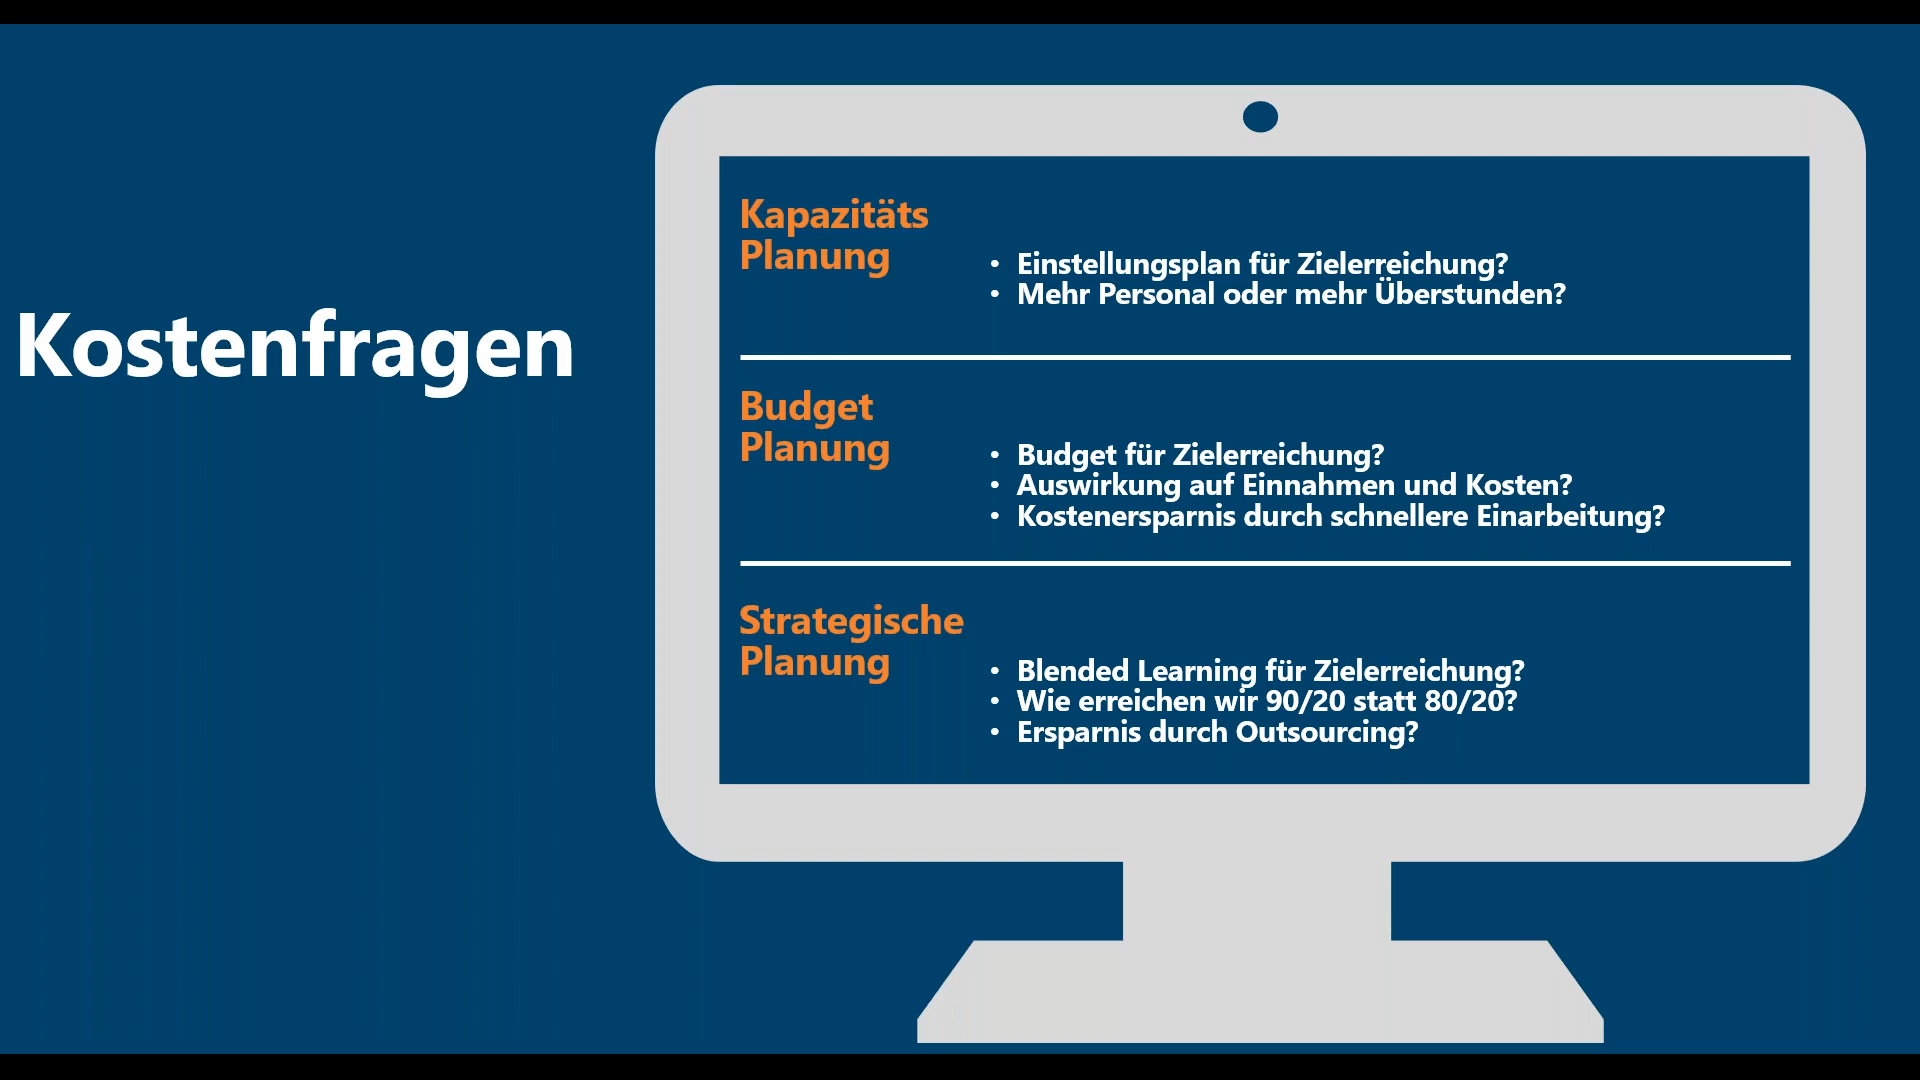 Kostenfragen
Kapazitäts
Planung
• Einstellungsplan für Zielerreichung?
• Mehr Personal oder mehr Überstunden?
Budget
Planung
• Budget für Zielerreichung?
• Auswirkung auf Einnahmen und Kosten?
• Kostenersparnis durch schnellere Einarbeitung?
Strategische
Planung
• Blended Learning für Zielerreichung?
• Wie erreichen wir 90/20 statt 80/20?
• Ersparnis durch Outsourcing?